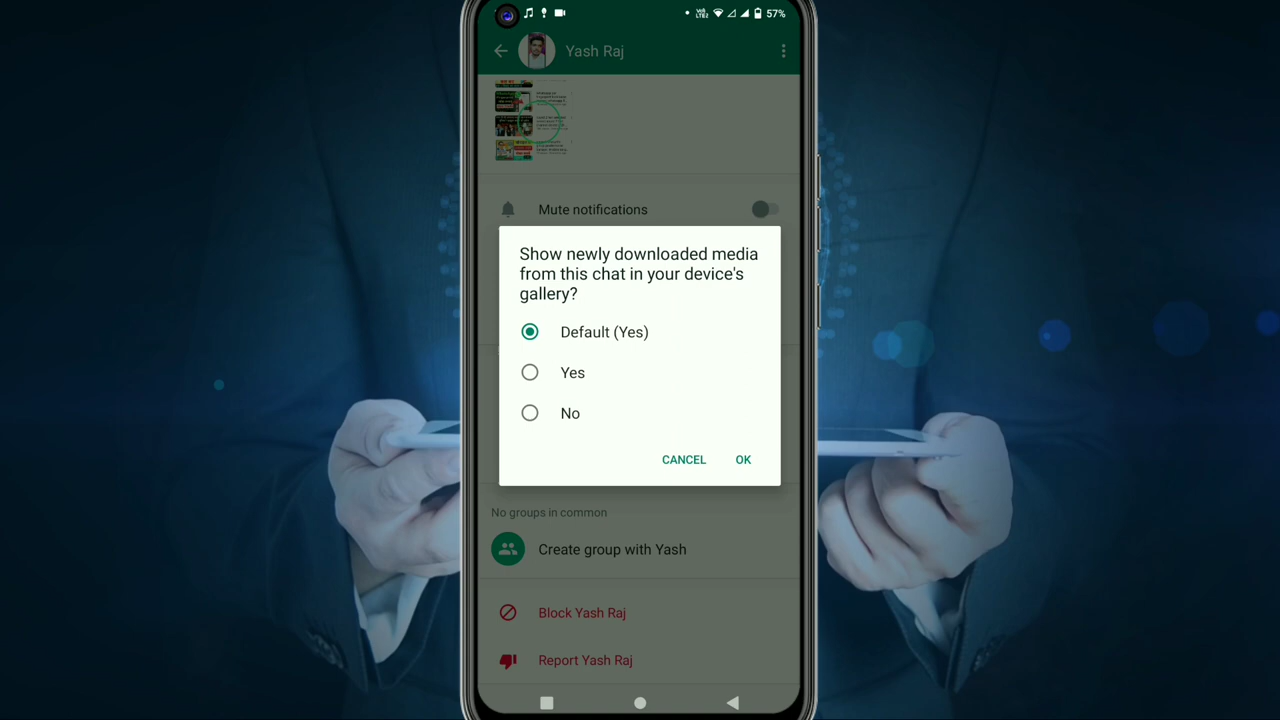 57%
Yash Raj
Mute notifications
Show newly downloaded media
from this chat in your device's
gallery?
Default (Yes)
Yes
No
CANCEL OK
No groups in common
Create group with Yash
Block Yash Raj
Report Yash Raj